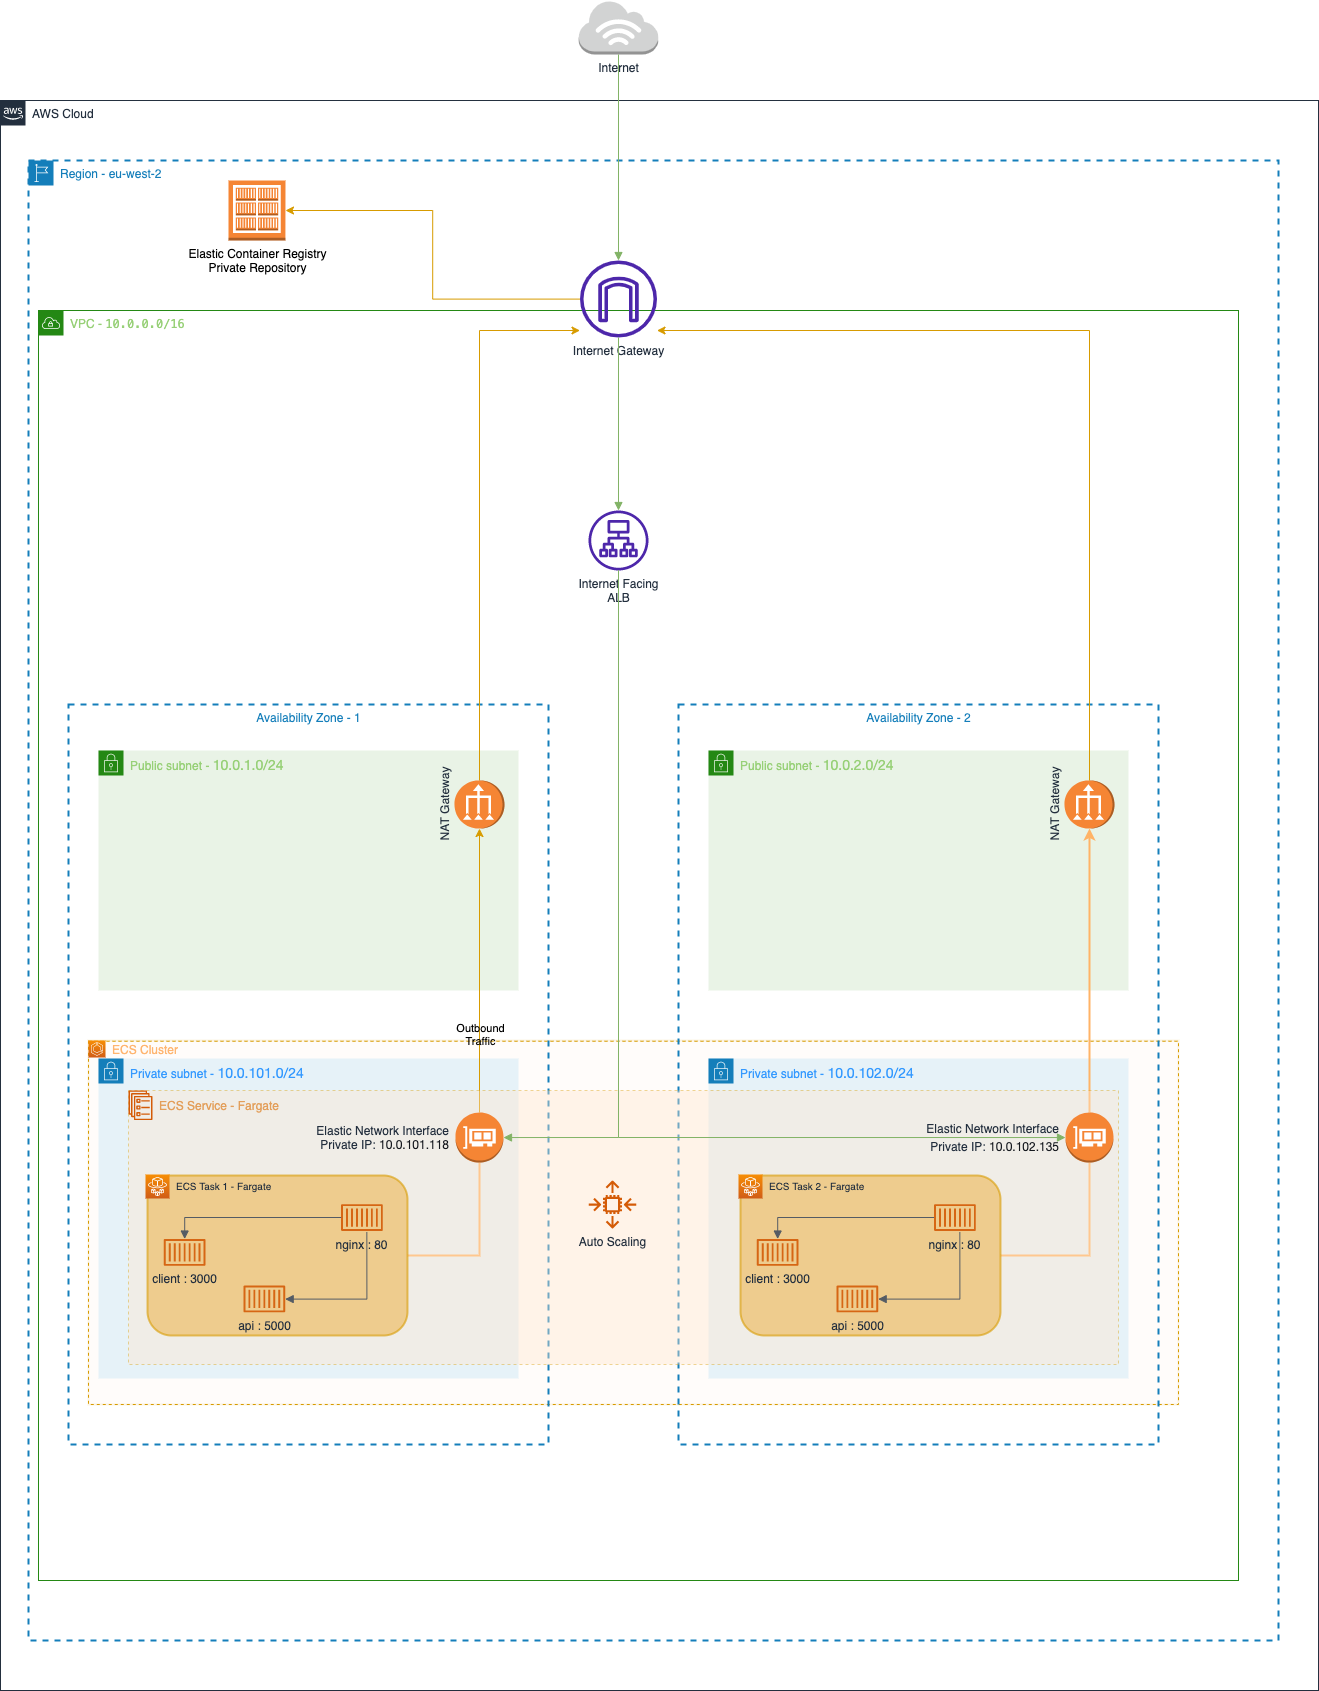 Internet
aws
AWS Cloud
Region - eu-west-2
Elastic Container Registry
Private Repository
VPC - 10.0.0.0/16
Internet Gateway
Internet Facing
ALB
Availability Zone - 1
Availability Zone - 2
Public subnet - 10.0.1.0/24
NAT Gateway
Public subnet - 10.0.2.0/24
NAT Gateway
Outbound
Traffic
ECS Cluster
Private subnet - 10.0.101.0/24
Private subnet - 10.0.102.0/24
ECS Service - Fargate
Elastic Network Interface
Private IP: 10.0.101.118
Elastic Network Interface
Private IP: 10.0.102.135
ECS Task 1 - Fargate
nginx : 80
client : 3000
api : 5000
Auto Scaling
ECS Task 2 - Fargate
nginx : 80
client : 3000
api : 5000